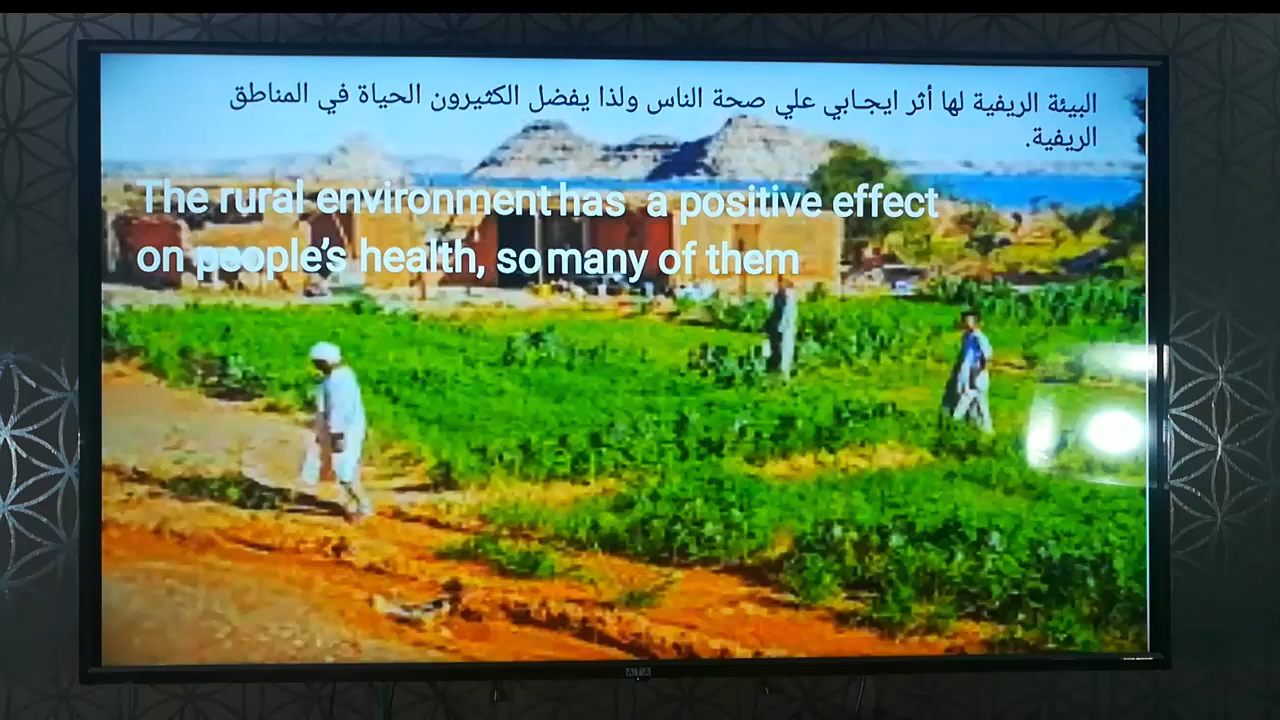 البيئة الريفية لها أثر ايجابي علي صحة الناس ولذا يفضل الكثيرون الحياة في المناطق
الريفية.
The rural environment has a positive effect
on people's health, so many of them
ATA